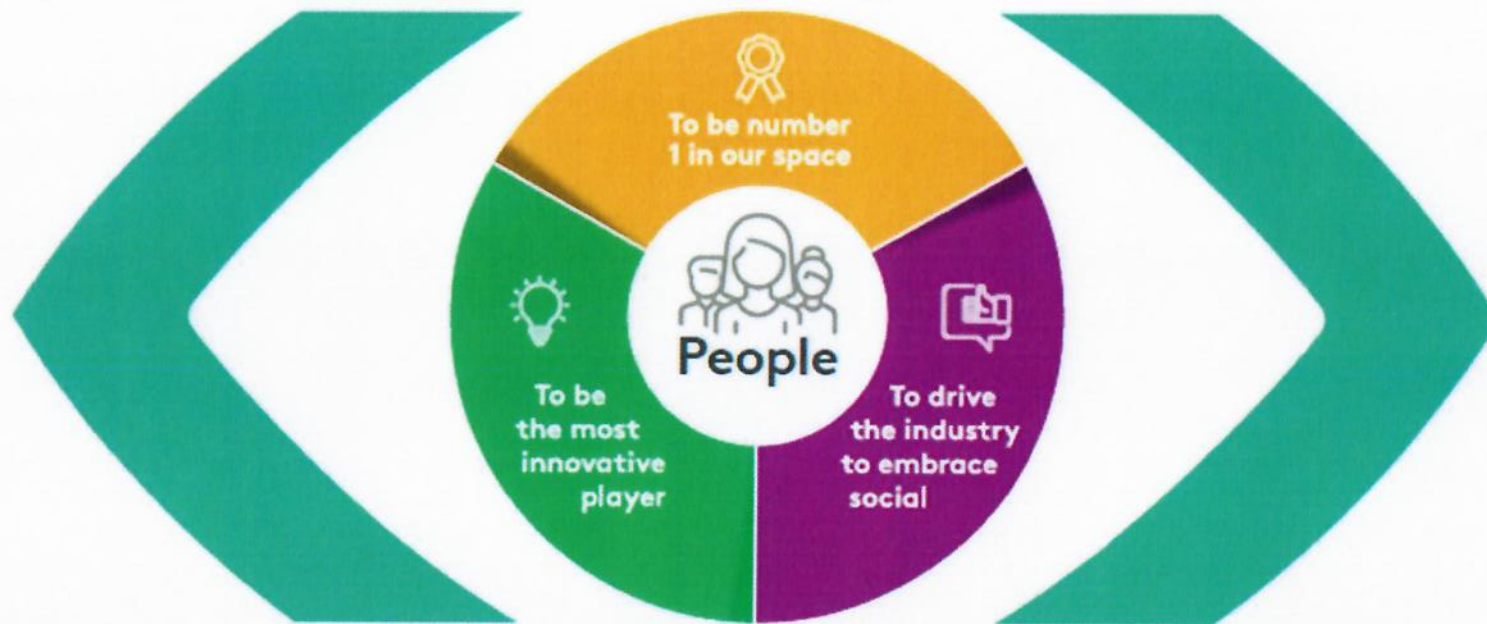 To be number
1 in our space
People
To be
the most
innovative
player
To drive
the industry
to embrace
social